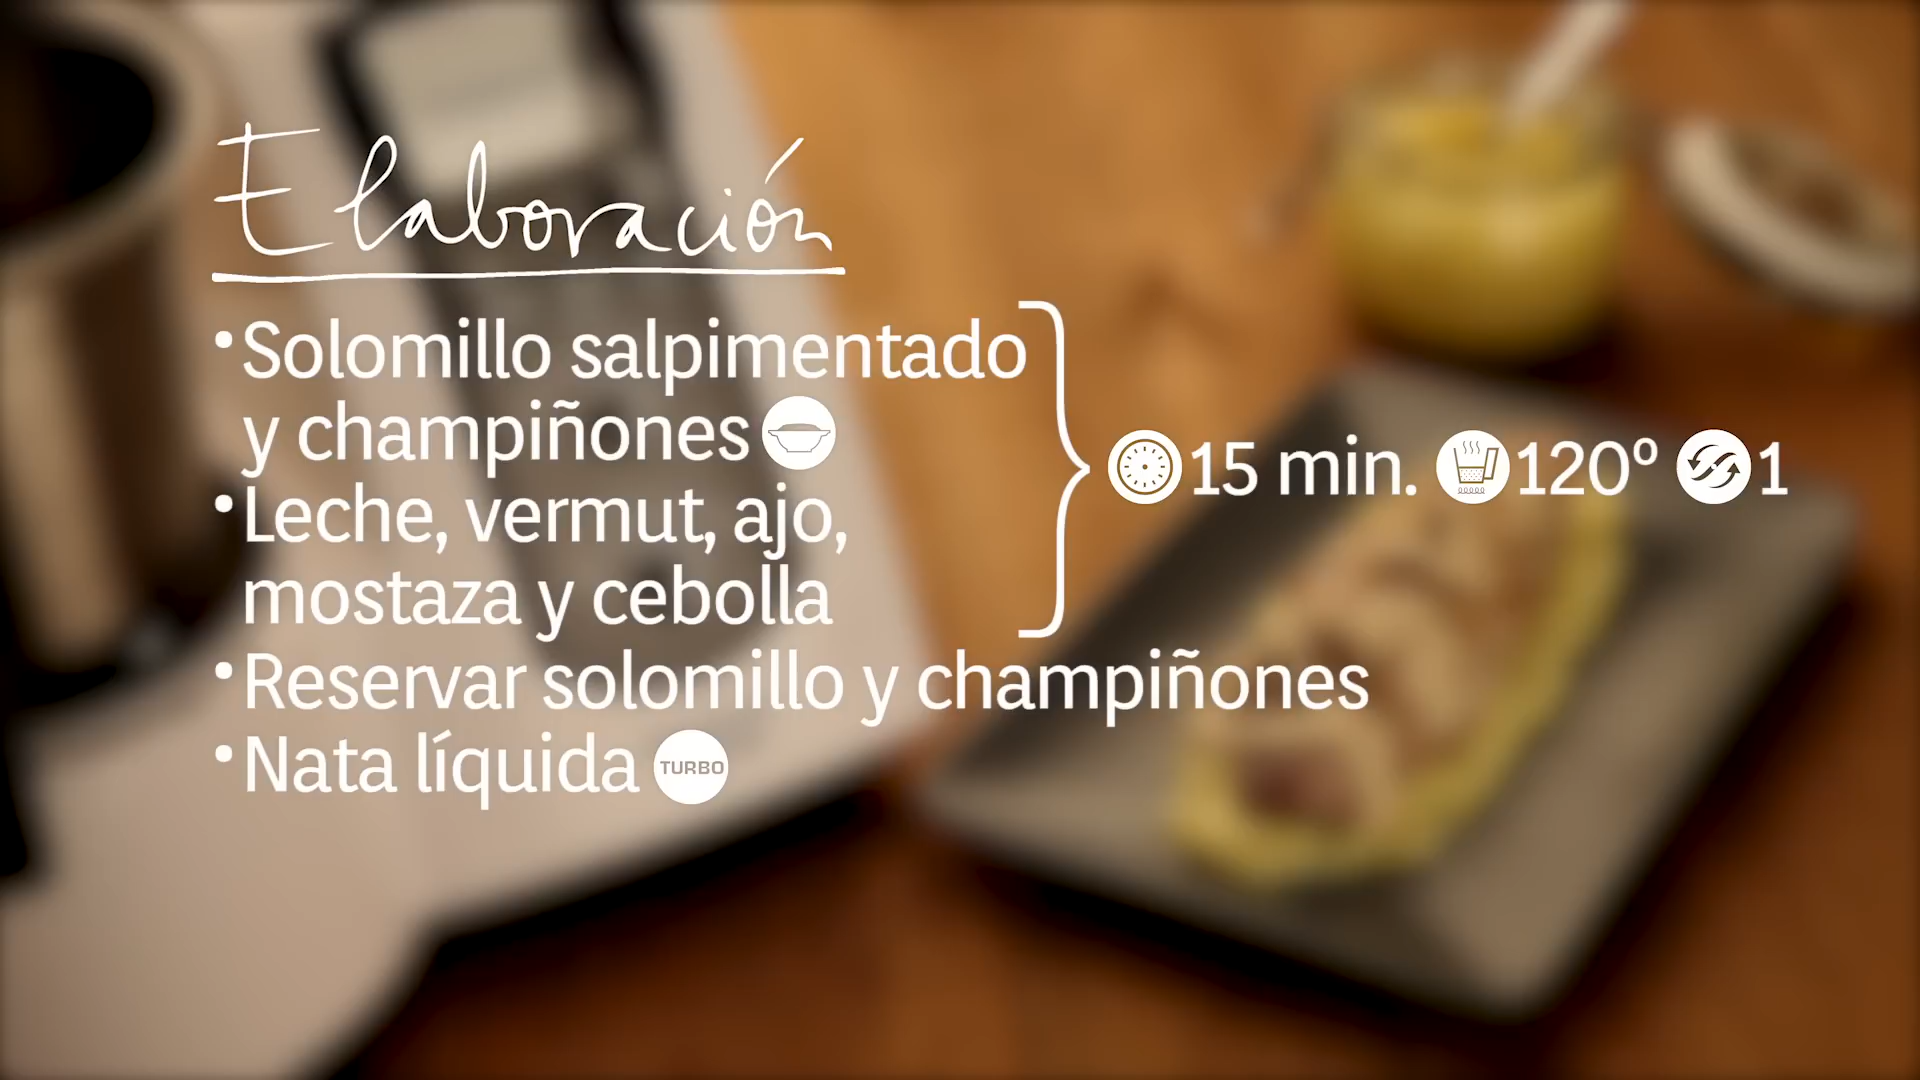 Elaboración
•Solomillo salpimentado
y champiñones
•Leche, vermut, ajo,
mostaza y cebolla
15 min. 120º 1
•Reservar solomillo y champiñones
•Nata líquida TURBO